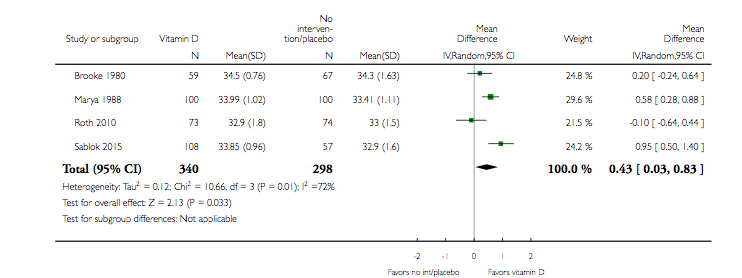 Study or subgroup Vitamin D No interven- tion/placebo Mean Difference Weight Mean Difference
N Mean(SD) N Mean(SD) IV,Random,95% CI IV,Random,95% CI
Brooke 1980 59 34.5 (0.76) 67 34.3 (1.63) 24.8 % 0.20 [ -0.24, 0.64 ]
Marya 1988 100 33.99 (1.02) 100 33.41 (1.11) 29.6 % 0.58 [ 0.28, 0.88 ]
Roth 2010 73 32.9 (1.8) 74 33 (1.5) 21.5 % -0.10 [ -0.64, 0.44 ]
Sablok 2015 108 33.85 (0.96) 57 32.9 (1.6) 24.2 % 0.95 [ 0.50, 1.40 ]
Total (95% CI) 340 298 100.0 % 0.43 [ 0.03, 0.83 ]
Heterogeneity: Tau² = 0.12; Chi² = 10.66, df = 3 (P = 0.01); I² =72%
Test for overall effect: Z = 2.13 (P = 0.033)
Test for subgroup differences: Not applicable
-2 -1 0 1 2
Favors no int/placebo Favors vitamin D